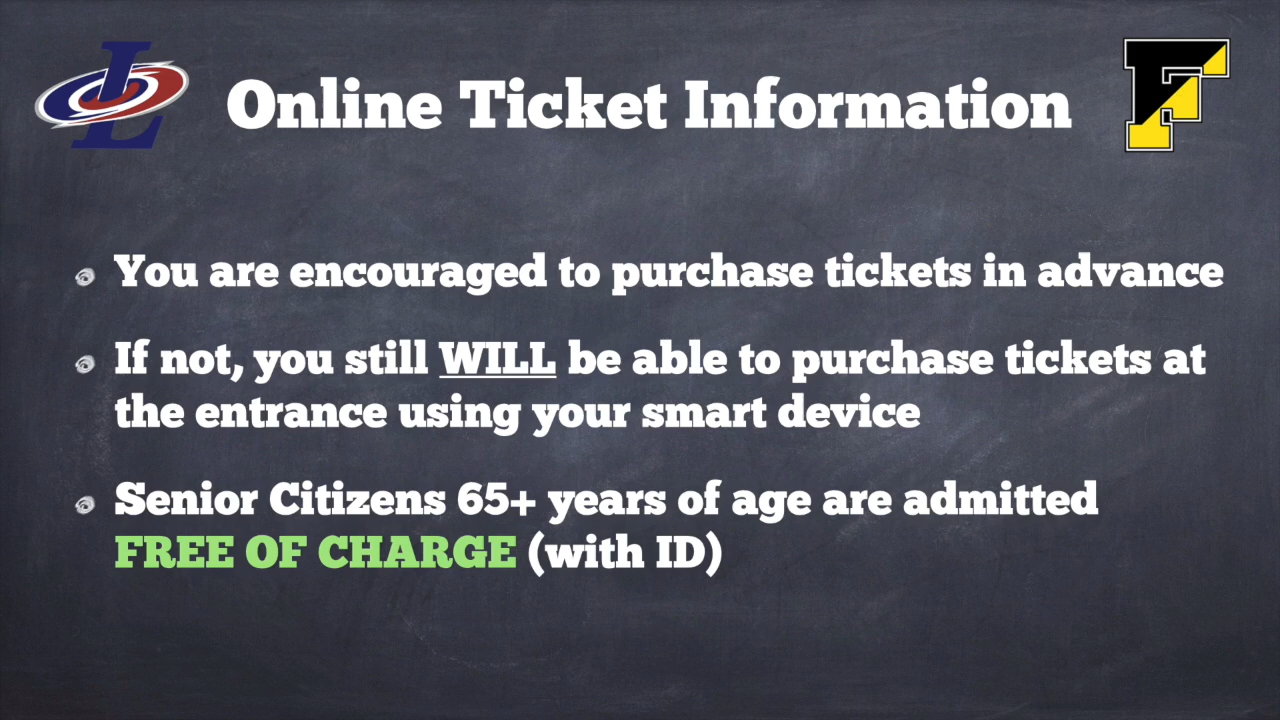 Online Ticket Information
You are encouraged to purchase tickets in advance
If not, you still WILL be able to purchase tickets at
the entrance using your smart device
Senior Citizens 65+ years of age are admitted
FREE OF CHARGE (with ID)